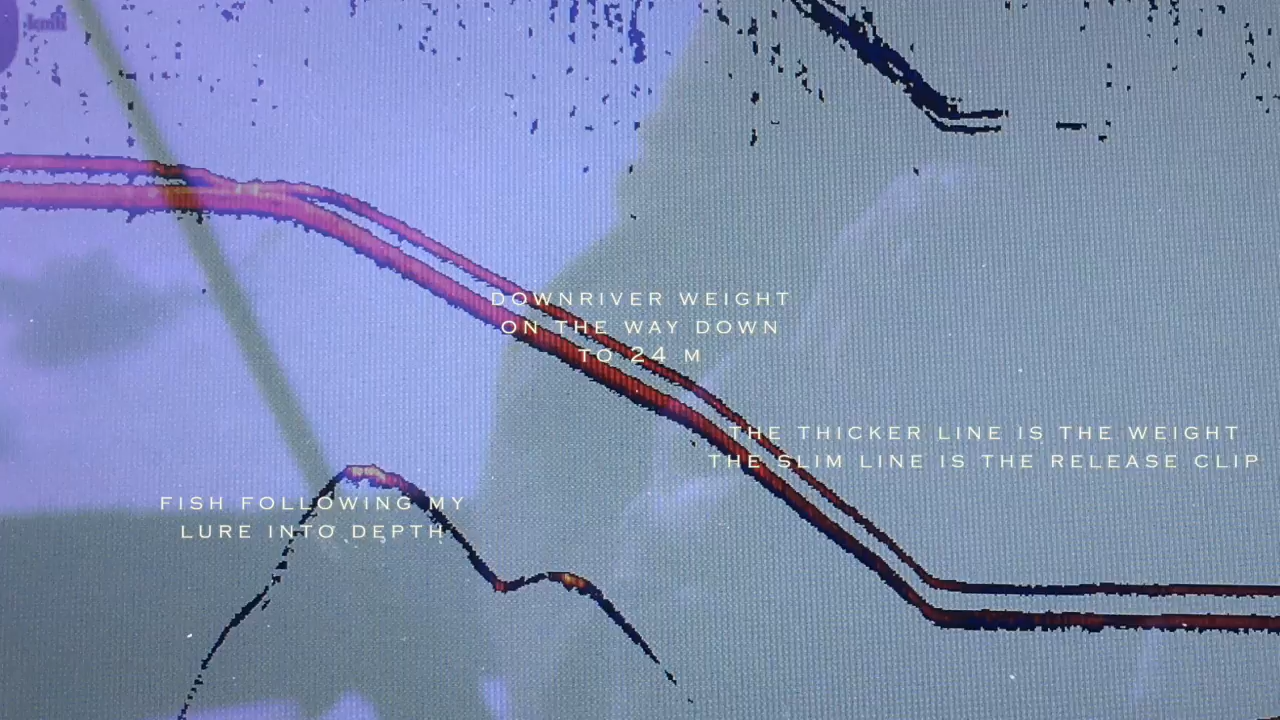 DOWNRIVER WEIGHT
ON THE WAY DOWN
TO 24 M
THE THICKER LINE IS THE WEIGHT
THE SLIM LINE IS THE RELEASE CLIP
FISH FOLLOWING MY
LURE INTO DEPTH